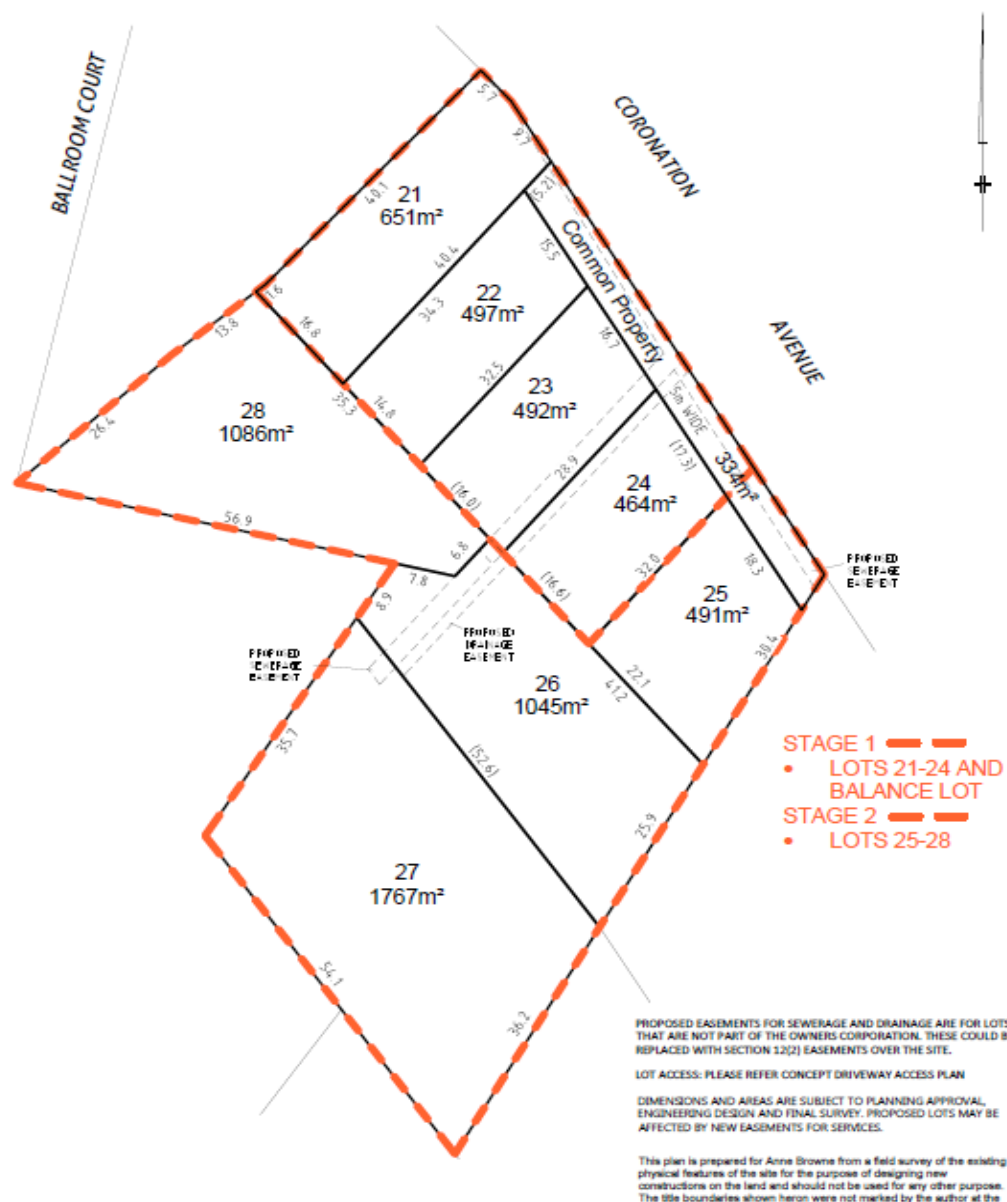 BALLROOM COURT
CORONATION
AVENUE
5.7
9.7
40.1
21
651m²
(5.2)
40.4
15.5
Common Property
1.6
16.8
34.3
22
497m²
16.7
13.8
32.5
23
492m²
5m WIDE
28
1086m²
35.3
14.8
26.4
28.9
(17.3)
334m²
24
464m²
(16.0)
56.9
6.8
7.8
8.9
(16.6)
32.0
18.3
25
491m²
PROPOSED
SEWERAGE
EASEMENT
PROPOSED
DRAINAGE
EASEMENT
PROPOSED
SEWERAGE
EASEMENT
30.4
22.1
41.2
26
1045m²
35.7
(52.6)
25.9
STAGE 1
• LOTS 21-24 AND
BALANCE LOT
STAGE 2
• LOTS 25-28
27
1767m²
54.1
36.2
PROPOSED EASEMENTS FOR SEWERAGE AND DRAINAGE ARE FOR LOTS
THAT ARE NOT PART OF THE OWNERS CORPORATION. THESE COULD B
REPLACED WITH SECTION 12(2) EASEMENTS OVER THE SITE.
LOT ACCESS: PLEASE REFER CONCEPT DRIVEWAY ACCESS PLAN
DIMENSIONS AND AREAS ARE SUBJECT TO PLANNING APPROVAL,
ENGINEERING DESIGN AND FINAL SURVEY. PROPOSED LOTS MAY BE
AFFECTED BY NEW EASEMENTS FOR SERVICES.
This plan is prepared for Anne Browne from a field survey of the existing
physical features of the site for the purpose of designing new
constructions on the land and should not be used for any other purpose.
The title boundaries shown heron were not marked by the author at the